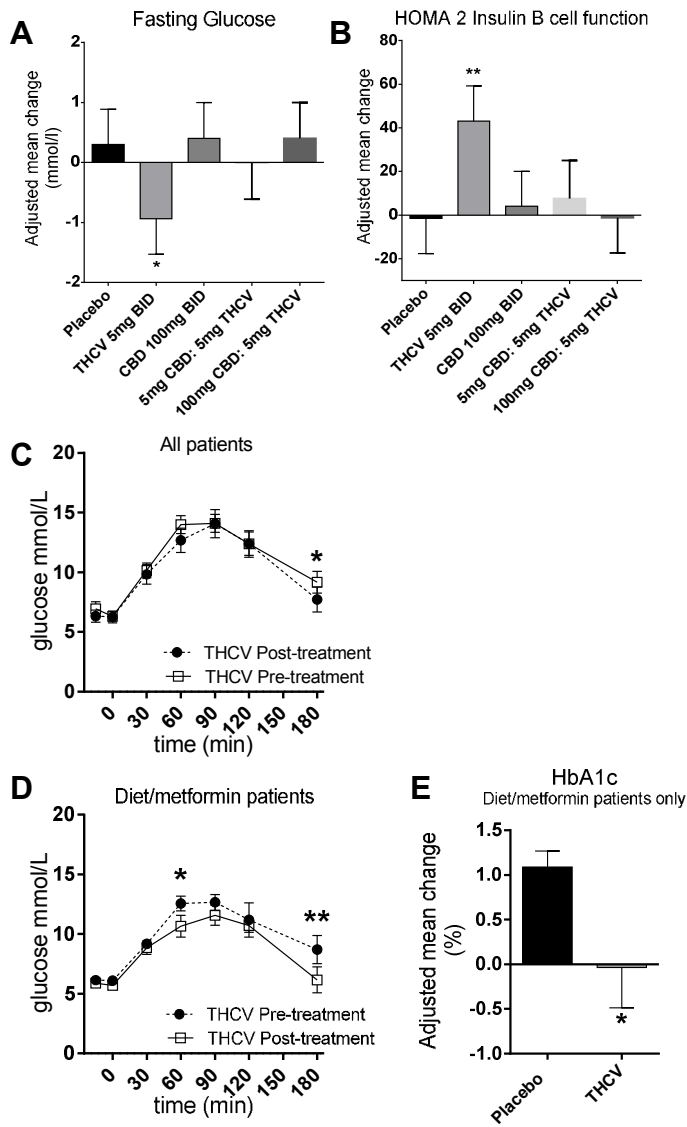 A
Fasting Glucose
Adjusted mean change
(mmol/l)
2
1
0
-1
-2
*
Placebo
THCV 5mg BID
CBD 100mg BID
5mg CBD: 5mg THCV
100mg CBD: 5mg THCV
B
HOMA 2 Insulin B cell function
Adjusted mean change
80
60
40
20
0
-20
**
Placebo
THCV 5mg BID
CBD 100mg BID
5mg CBD: 5mg THCV
100mg CBD: 5mg THCV
C
All patients
glucose mmol/L
20
15
10
5
0
*
THCV Post-treatment
THCV Pre-treatment
0 30 60 90 120 150 180
time (min)
D
Diet/metformin patients
glucose mmol/L
20
15
10
5
0
*
**
THCV Pre-treatment
THCV Post-treatment
0 30 60 90 120 150 180
time (min)
E
HbA1c
Diet/metformin patients only
Adjusted mean change
(%)
1.5
1.0
0.5
0.0
-0.5
-1.0
*
Placebo
THCV